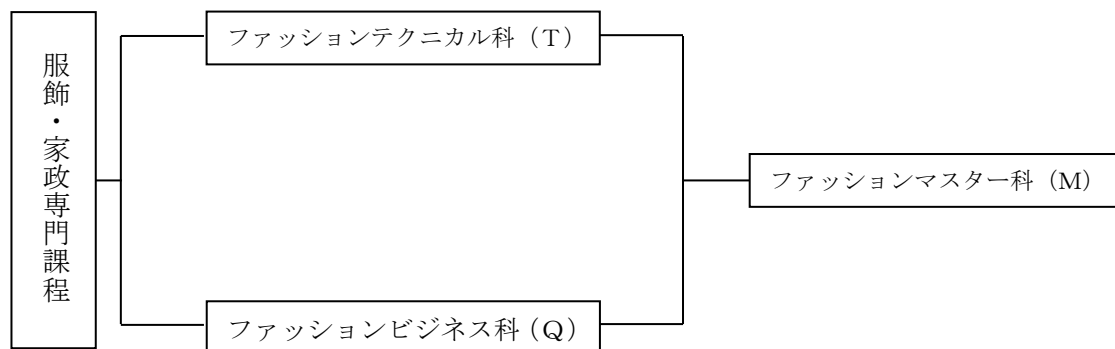 服飾・家政専門課程
ファッションテクニカル科（T）
ファッションマスター科（M）
ファッションビジネス科（Q）